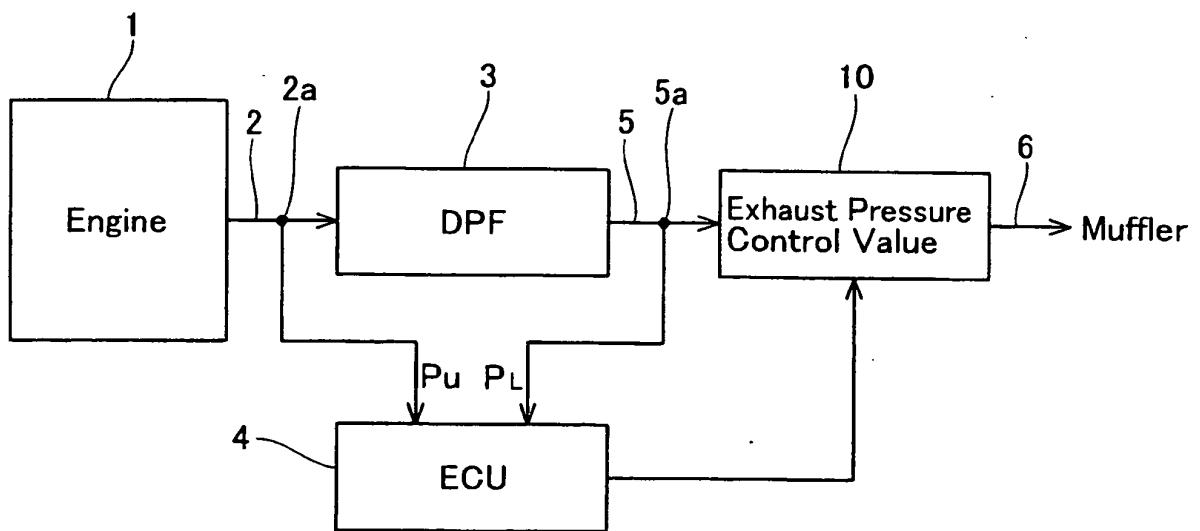 1
2
2a
3
5
5a
10
6
Engine
DPF
Exhaust Pressure
Control Value
Muffler
Pu
PL
4
ECU